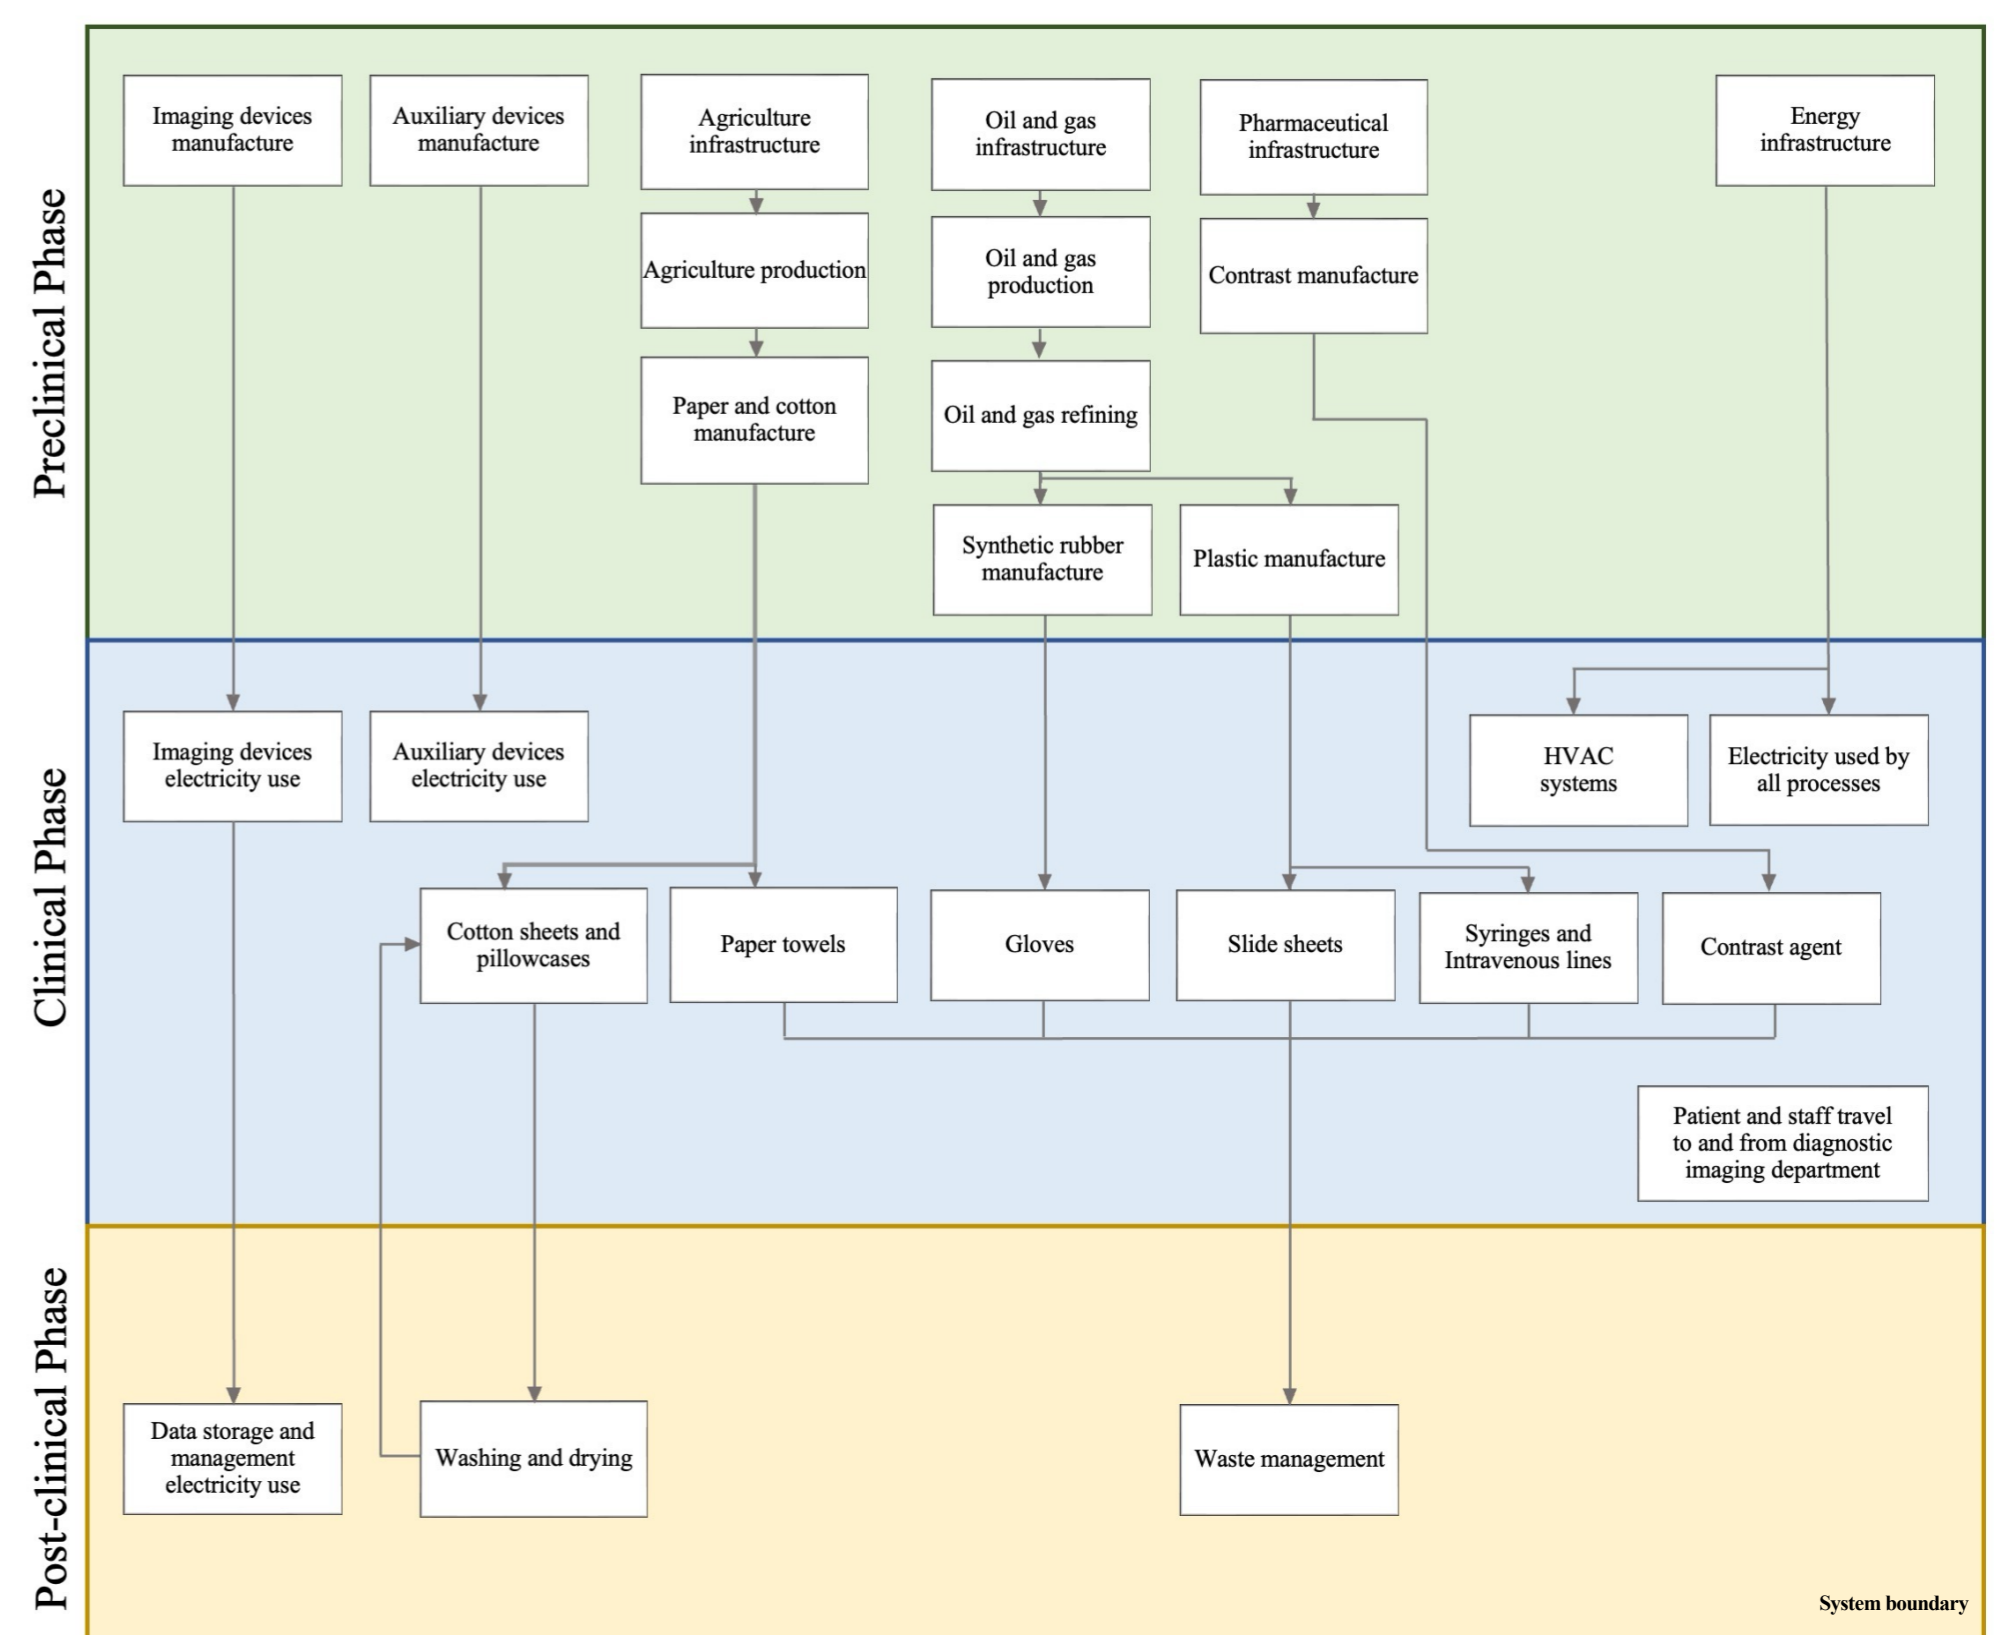 Preclinical Phase
Imaging devices
manufacture
Auxiliary devices
manufacture
Agriculture
infrastructure
Oil and gas
infrastructure
Pharmaceutical
infrastructure
Energy
infrastructure
Agriculture production
Oil and gas
production
Contrast manufacture
Paper and cotton
manufacture
Oil and gas refining
Synthetic rubber
manufacture
Plastic manufacture
Clinical Phase
Imaging devices
electricity use
Auxiliary devices
electricity use
HVAC
systems
Electricity used by
all processes
Cotton sheets and
pillowcases
Paper towels
Gloves
Slide sheets
Syringes and
Intravenous lines
Contrast agent
Patient and staff travel
to and from diagnostic
imaging department
Post-clinical Phase
Data storage and
management
electricity use
Washing and drying
Waste management
System boundary